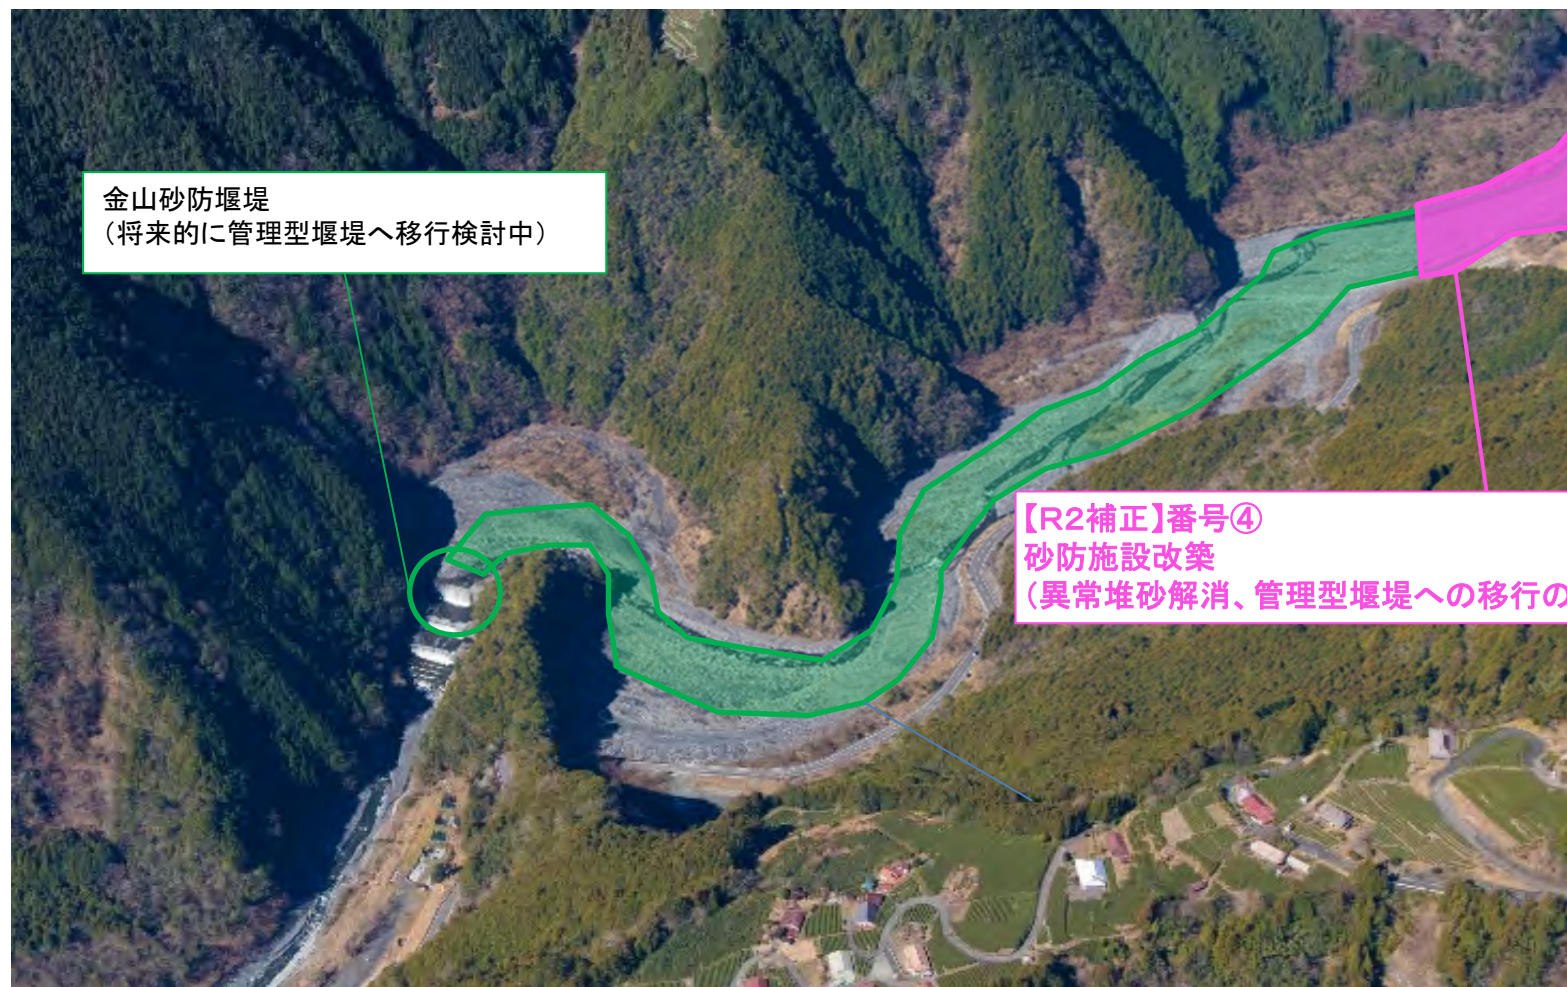 金山砂防堰堤
(将来的に管理型堰堤へ移行検討中)
【R2補正】番号④
砂防施設改築
(異常堆砂解消、管理型堰堤への移行の